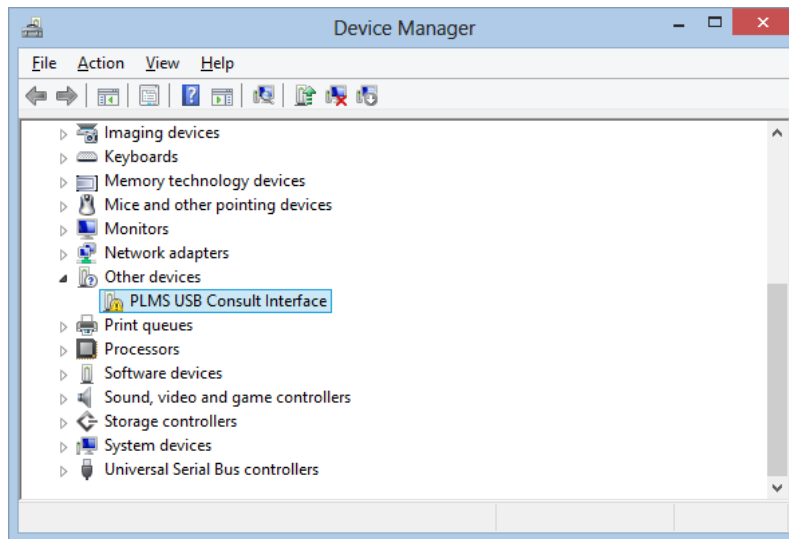 Device Manager
File Action View Help
Imaging devices
Keyboards
Memory technology devices
Mice and other pointing devices
Monitors
Network adapters
Other devices
PLMS USB Consult Interface
Print queues
Processors
Software devices
Sound, video and game controllers
Storage controllers
System devices
Universal Serial Bus controllers